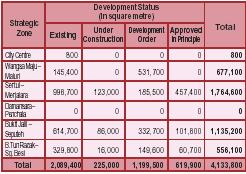 Strategic Zone | Development Status (in square metre) | Total
Existing | Under Construction | Development Order | Approved in Principle
City Centre | 800 | 0 | 0 | 0 | 800
Wangsa Maju – Maluri | 145,400 | 0 | 531,700 | 0 | 677,100
Sentul – Menjalara | 998,700 | 123,000 | 185,500 | 457,400 | 1,764,600
Damansara – Penchala | 0 | 0 | 0 | 0 | 0
Bukit Jalil – Seputeh | 614,700 | 86,000 | 332,700 | 101,800 | 1,135,200
B.Tun Razak – Sg. Besi | 329,800 | 16,000 | 149,600 | 60,700 | 556,100
Total | 2,089,400 | 225,000 | 1,199,500 | 619,900 | 4,133,800